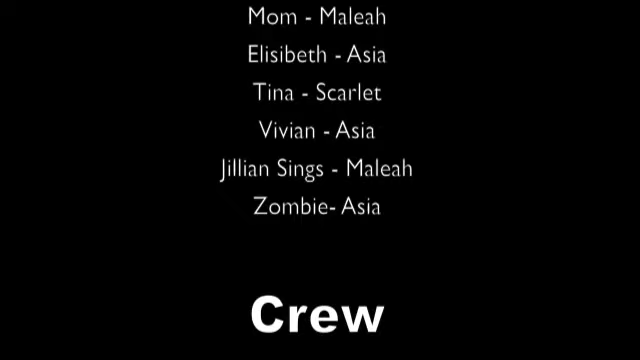 Mom - Maleah
Elisibeth - Asia
Tina - Scarlet
Vivian - Asia
Jillian Sings - Maleah
Zombie- Asia
Crew